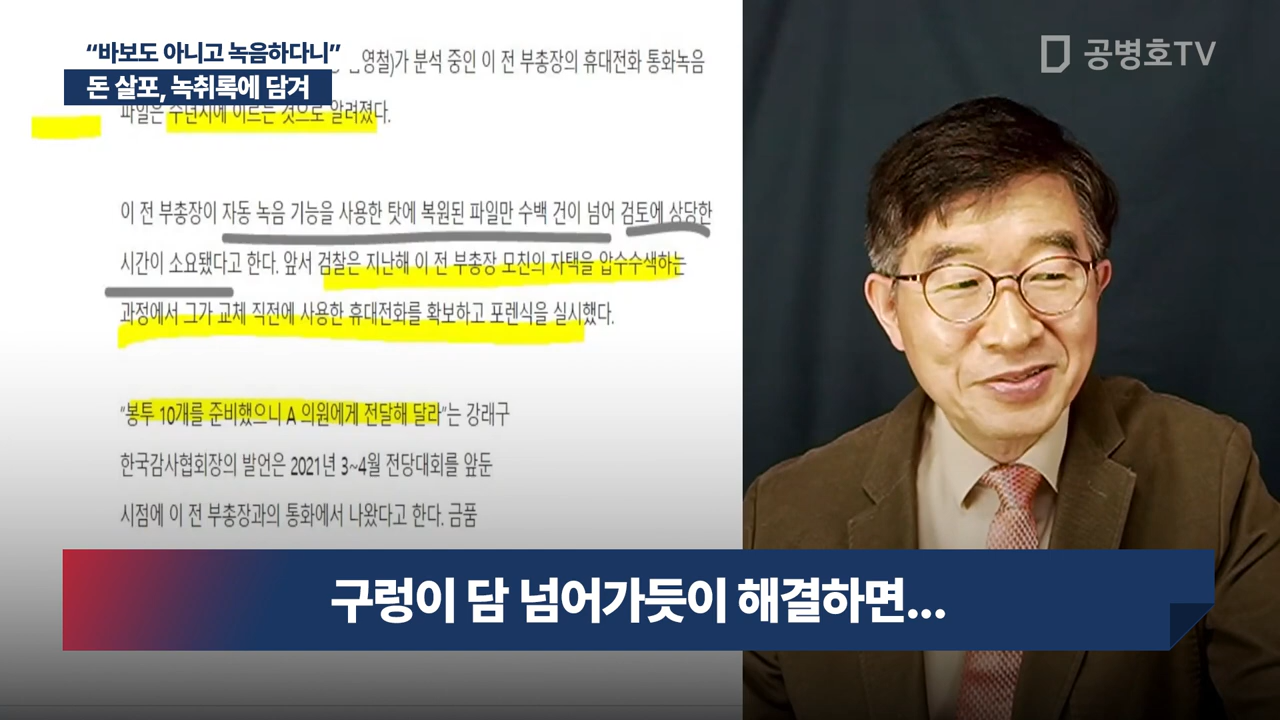 “바보도 아니고 녹음하다니”
돈 살포, 녹취록에 담겨
공병호TV
영철)가 분석 중인 이 전 부총장의 휴대전화 통화녹음
파일은 수년치에 이르는 것으로 알려졌다.
이 전 부총장이 자동 녹음 기능을 사용한 탓에 복원된 파일만 수백 건이 넘어 검토에 상당한
시간이 소요됐다고 한다. 앞서 검찰은 지난해 이 전 부총장 모친의 자택을 압수수색하는
과정에서 그가 교체 직전에 사용한 휴대전화를 확보하고 포렌식을 실시했다.
“봉투 10개를 준비했으니 A 의원에게 전달해 달라”는 강래구
한국감사협회장의 발언은 2021년 3~4월 전당대회를 앞둔
시점에 이 전 부총장과의 통화에서 나왔다고 한다. 금품
구렁이 담 넘어가듯이 해결하면...